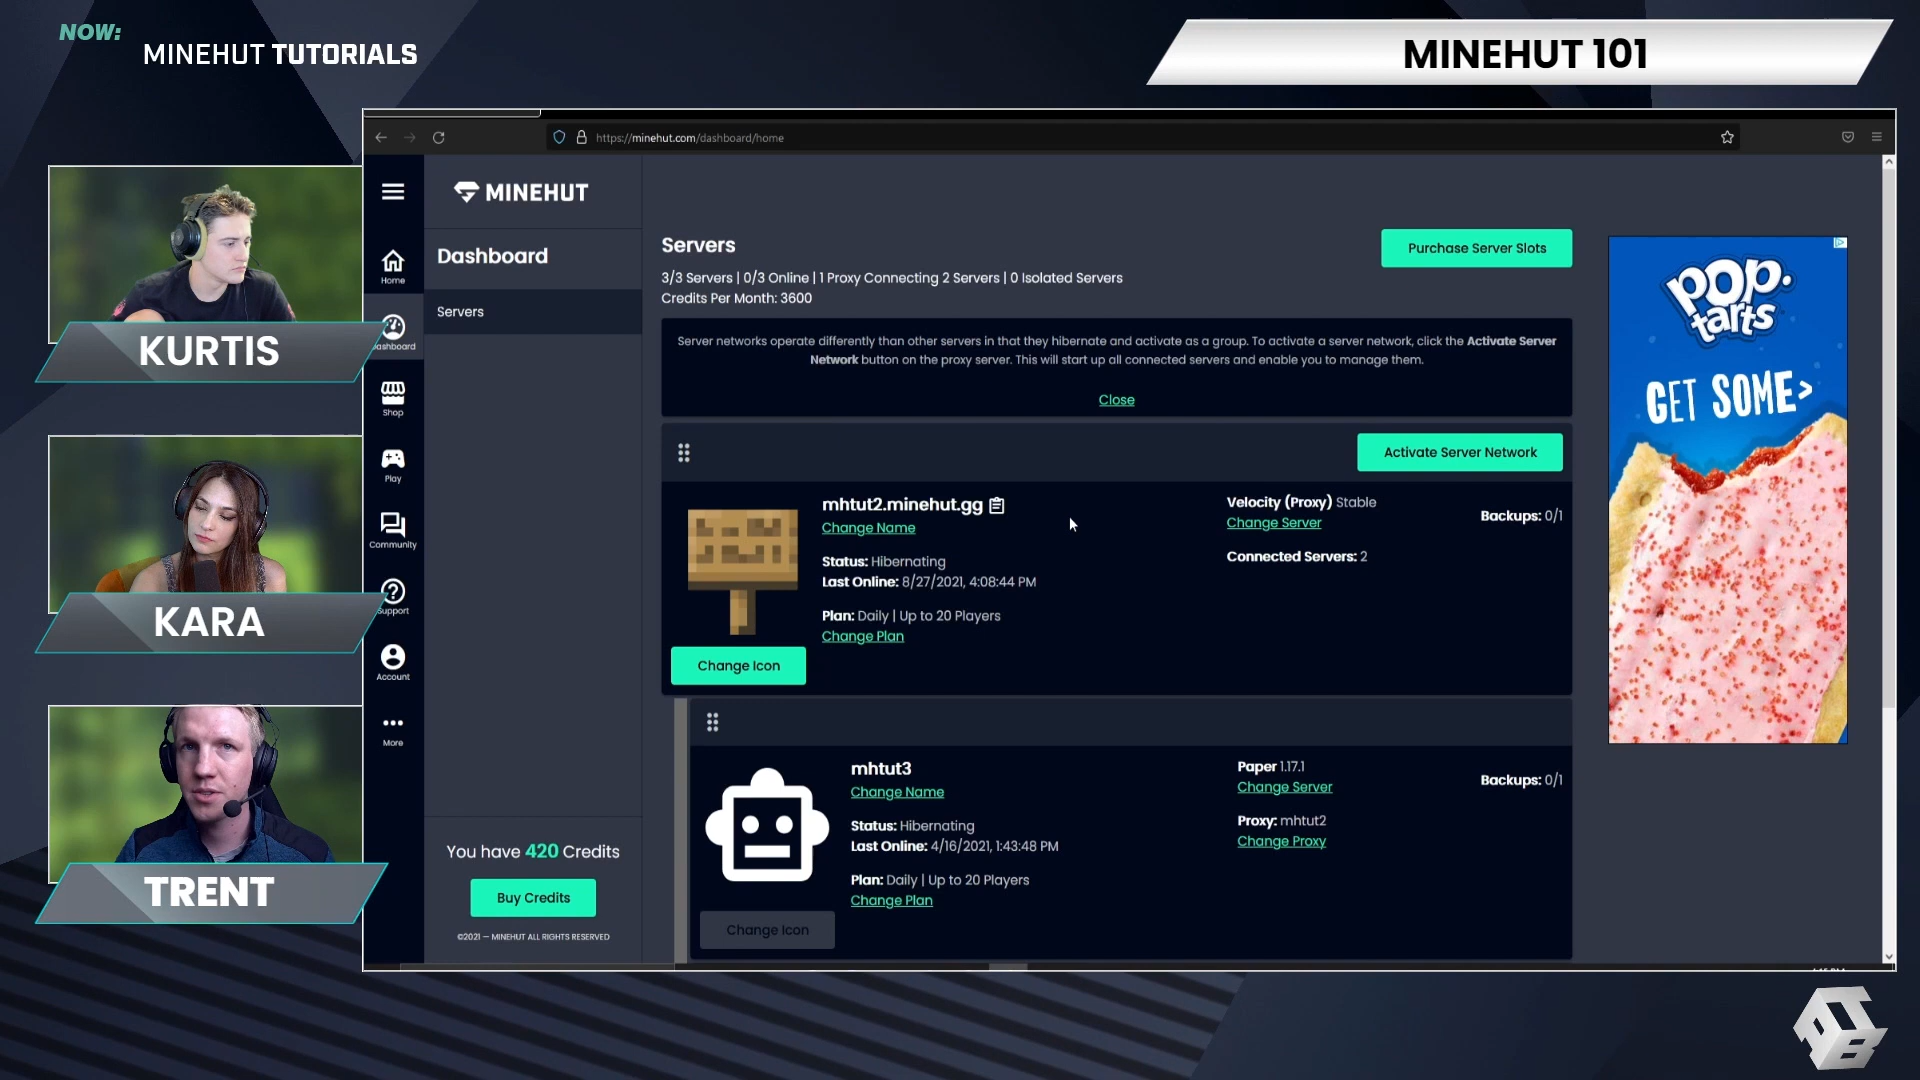 NOW:
MINEHUT TUTORIALS
MINEHUT 101
https://minehut.com/dashboard/home
MINEHUT
Home
Dashboard
Servers
Shop
Play
Community
Account
More
KURTIS
KARA
TRENT
You have 420 Credits
Buy Credits
©2021 — MINEHUT ALL RIGHTS RESERVED
Servers
Purchase Server Slots
3/3 Servers | 0/3 Online | 1 Proxy Connecting 2 Servers | 0 Isolated Servers
Credits Per Month: 3600
Server networks operate differently than other servers in that they hibernate and activate as a group. To activate a server network, click the Activate Server
Network button on the proxy server. This will start up all connected servers and enable you to manage them.
Close
Activate Server Network
mhtut2.minehut.gg
Change Name
Status: Hibernating
Last Online: 8/27/2021, 4:08:44 PM
Plan: Daily | Up to 20 Players
Change Plan
Change Icon
Velocity (Proxy) Stable
Change Server
Connected Servers: 2
Backups: 0/1
mhtut3
Change Name
Status: Hibernating
Last Online: 4/16/2021, 1:43:48 PM
Plan: Daily | Up to 20 Players
Change Plan
Change Icon
Paper 1.17.1
Change Server
Proxy: mhtut2
Change Proxy
Backups: 0/1
pop.
tarts
GET SOME>